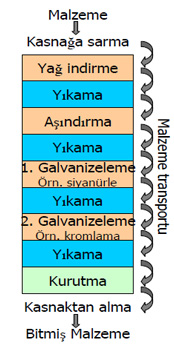 Malzeme
Kasnağa sarma
Yağ indirme
Yıkama
Aşındırma
Yıkama
1. Galvanizeleme
Örn. sivanürle
Yıkama
2. Galvanizeleme
Örn. kromlama
Yıkama
Kurutma
Kasnaktan alma
Bitmiş Malzeme
Malzeme transportu